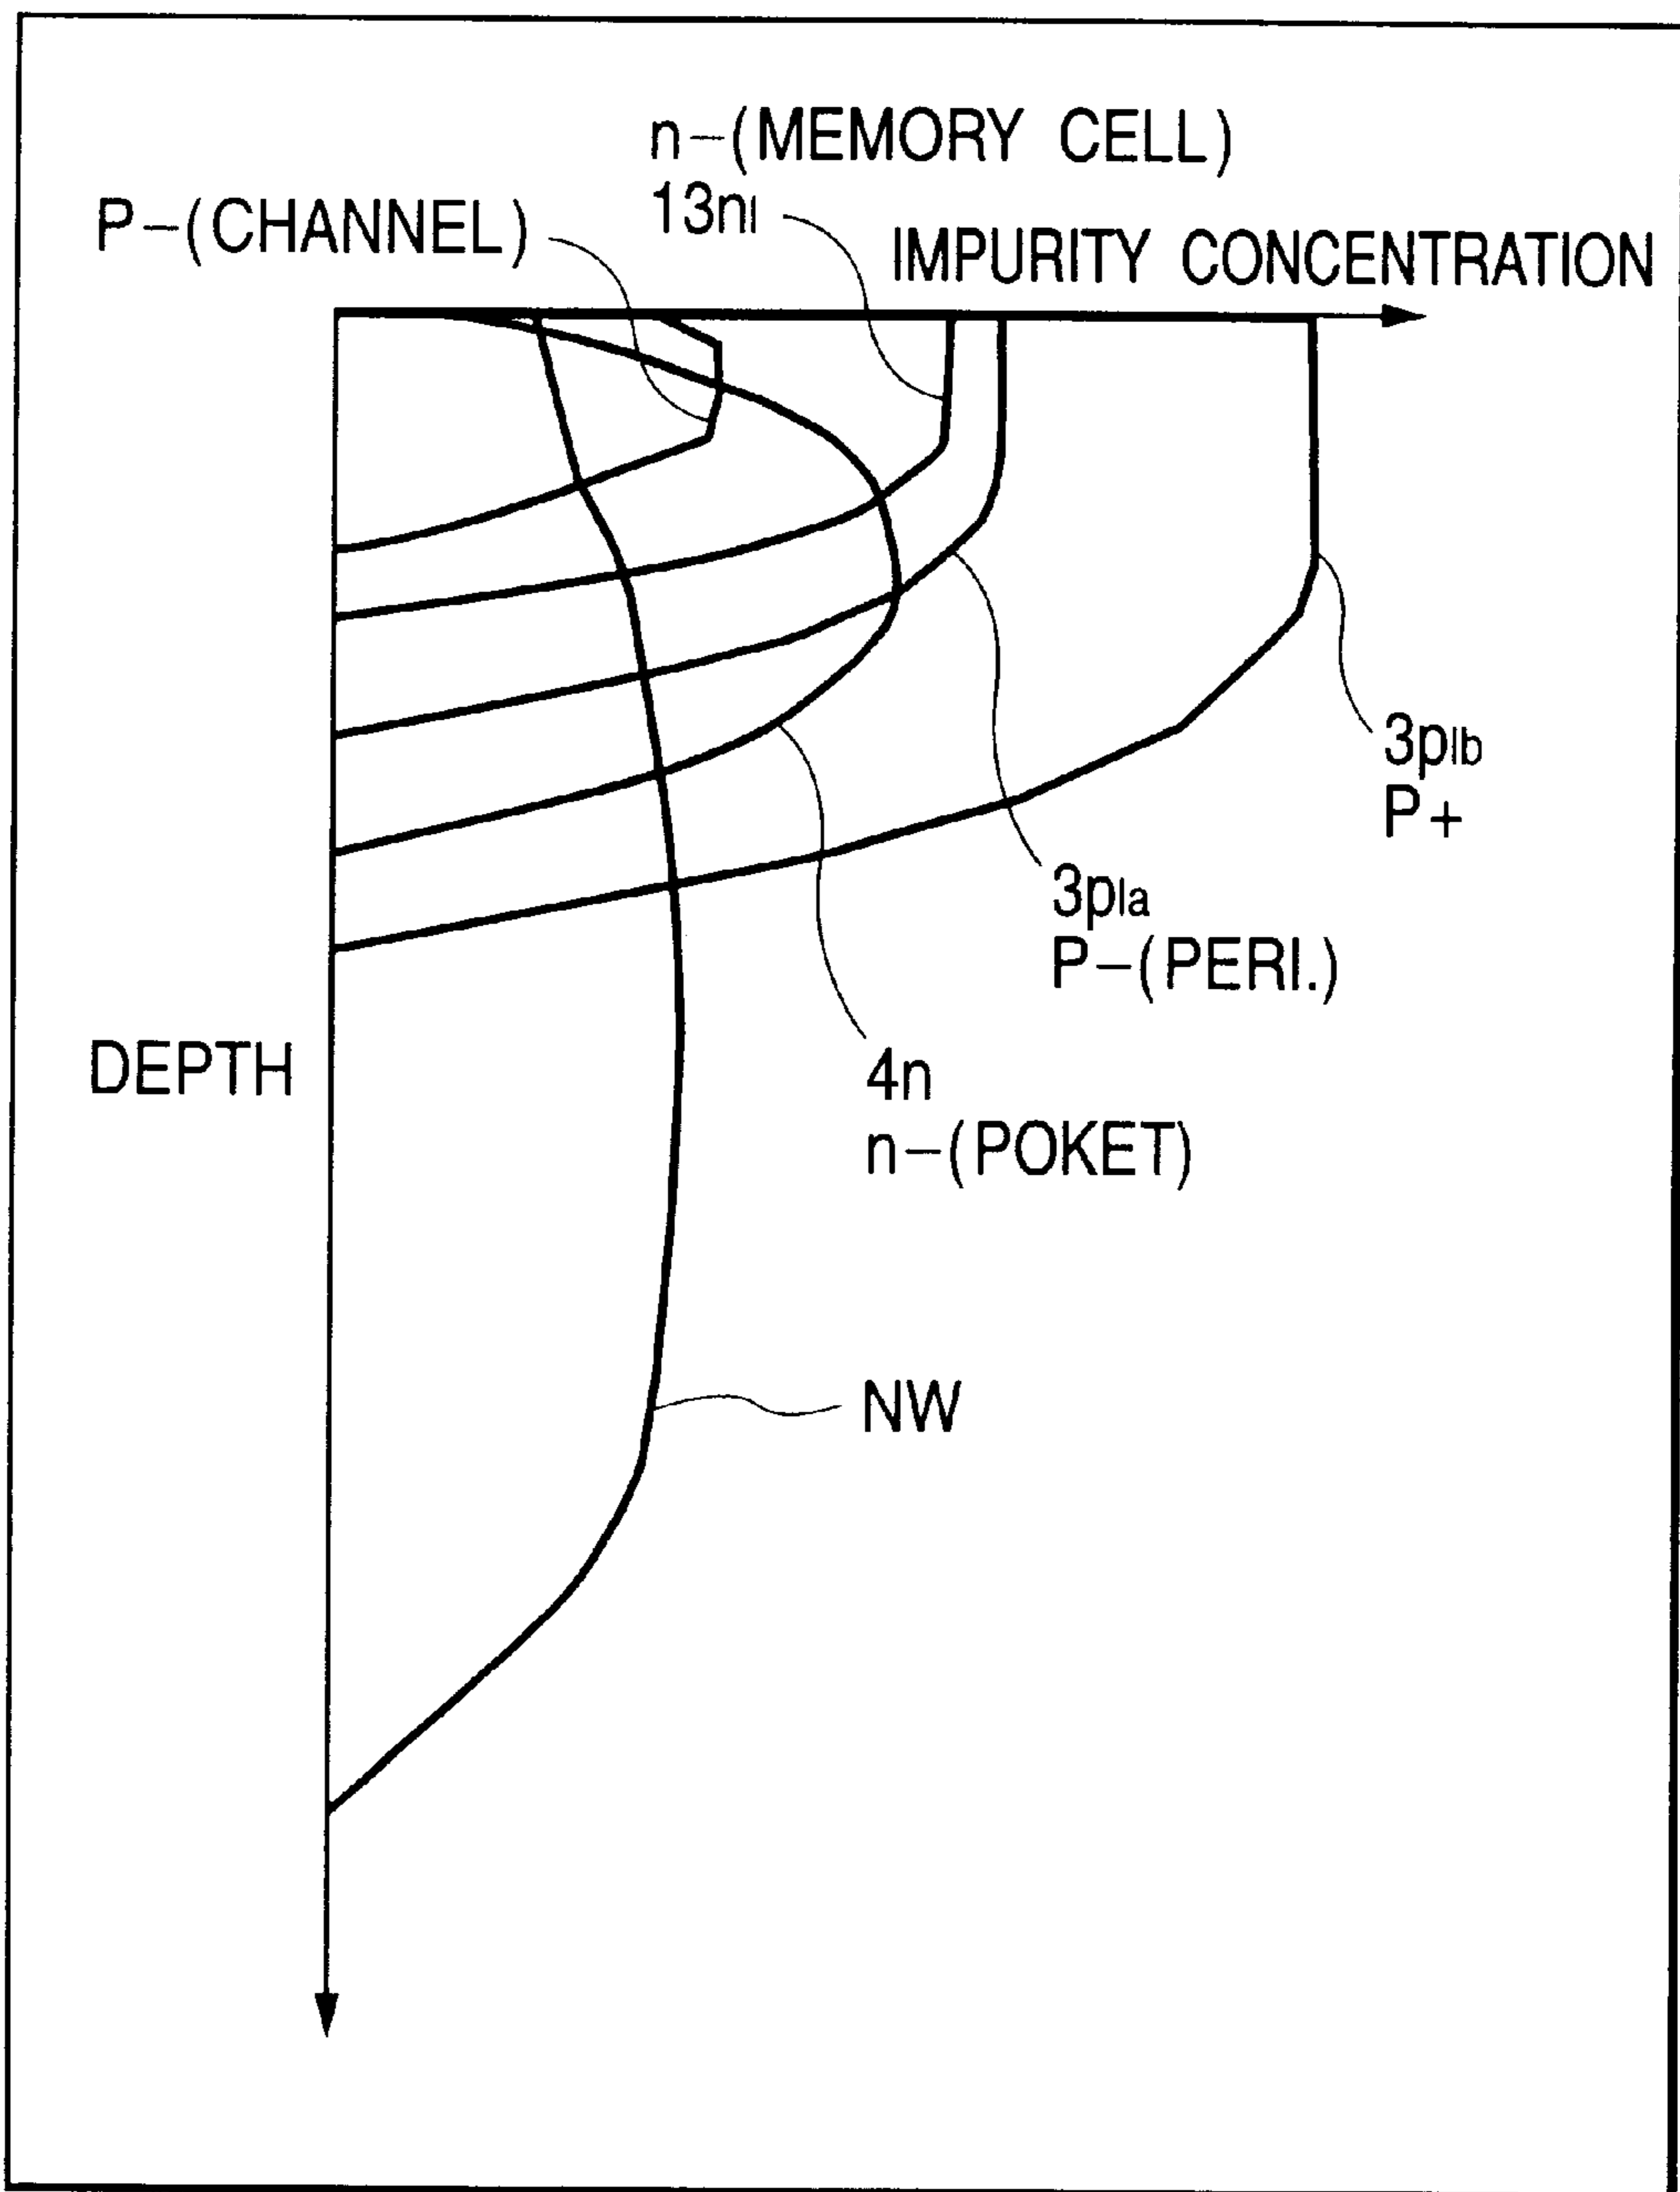 n-(MEMORY CELL)
13nl
P-(CHANNEL)
IMPURITY CONCENTRATION
3plb
P+
3pla
P-(PERI.)
DEPTH
4n
n-(POKET)
NW